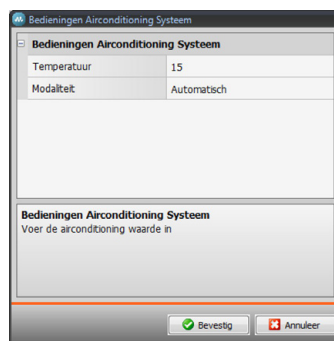 Bedieningen Airconditioning Systeem
Bedieningen Airconditioning Systeem
Temperatuur 15
Modaliteit Automatisch
Bedieningen Airconditioning Systeem
Voer de airconditioning waarde in
Bevestig Annuleer